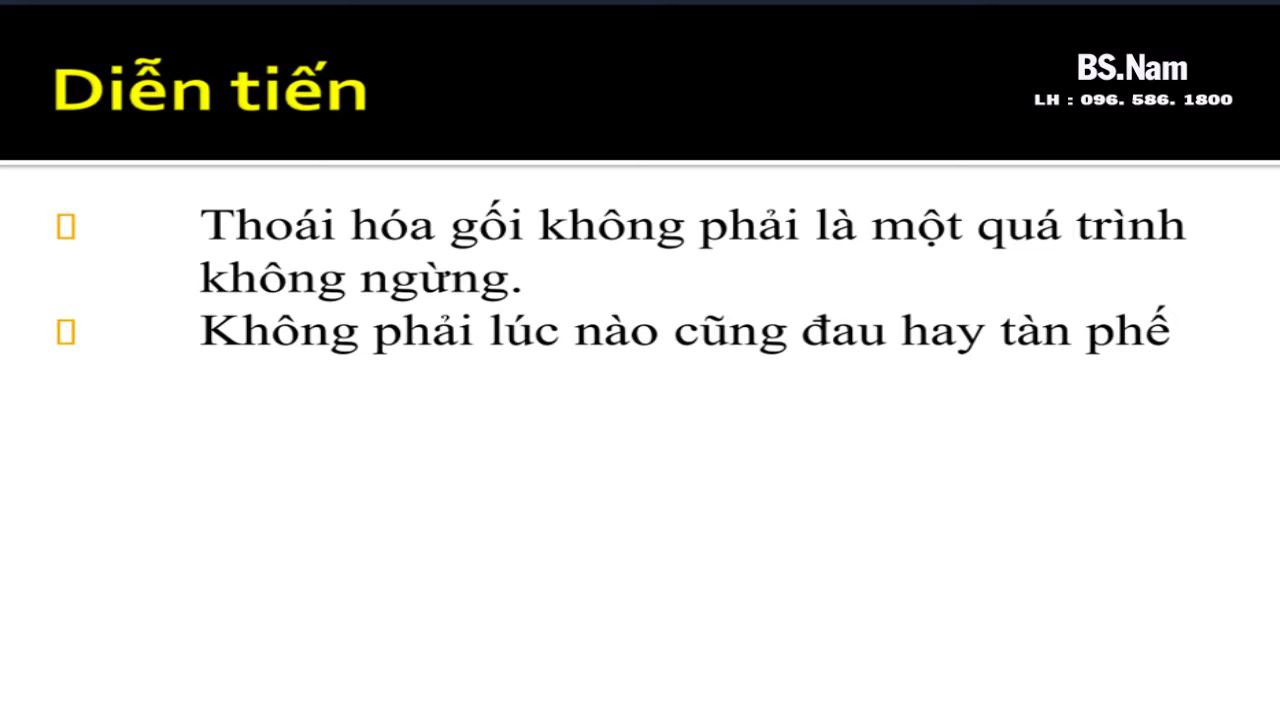 Diễn tiến
BS.Nam
LH : 096. 586. 1800
Thoái hóa gối không phải là một quá trình
không ngừng.
Không phải lúc nào cũng đau hay tàn phế